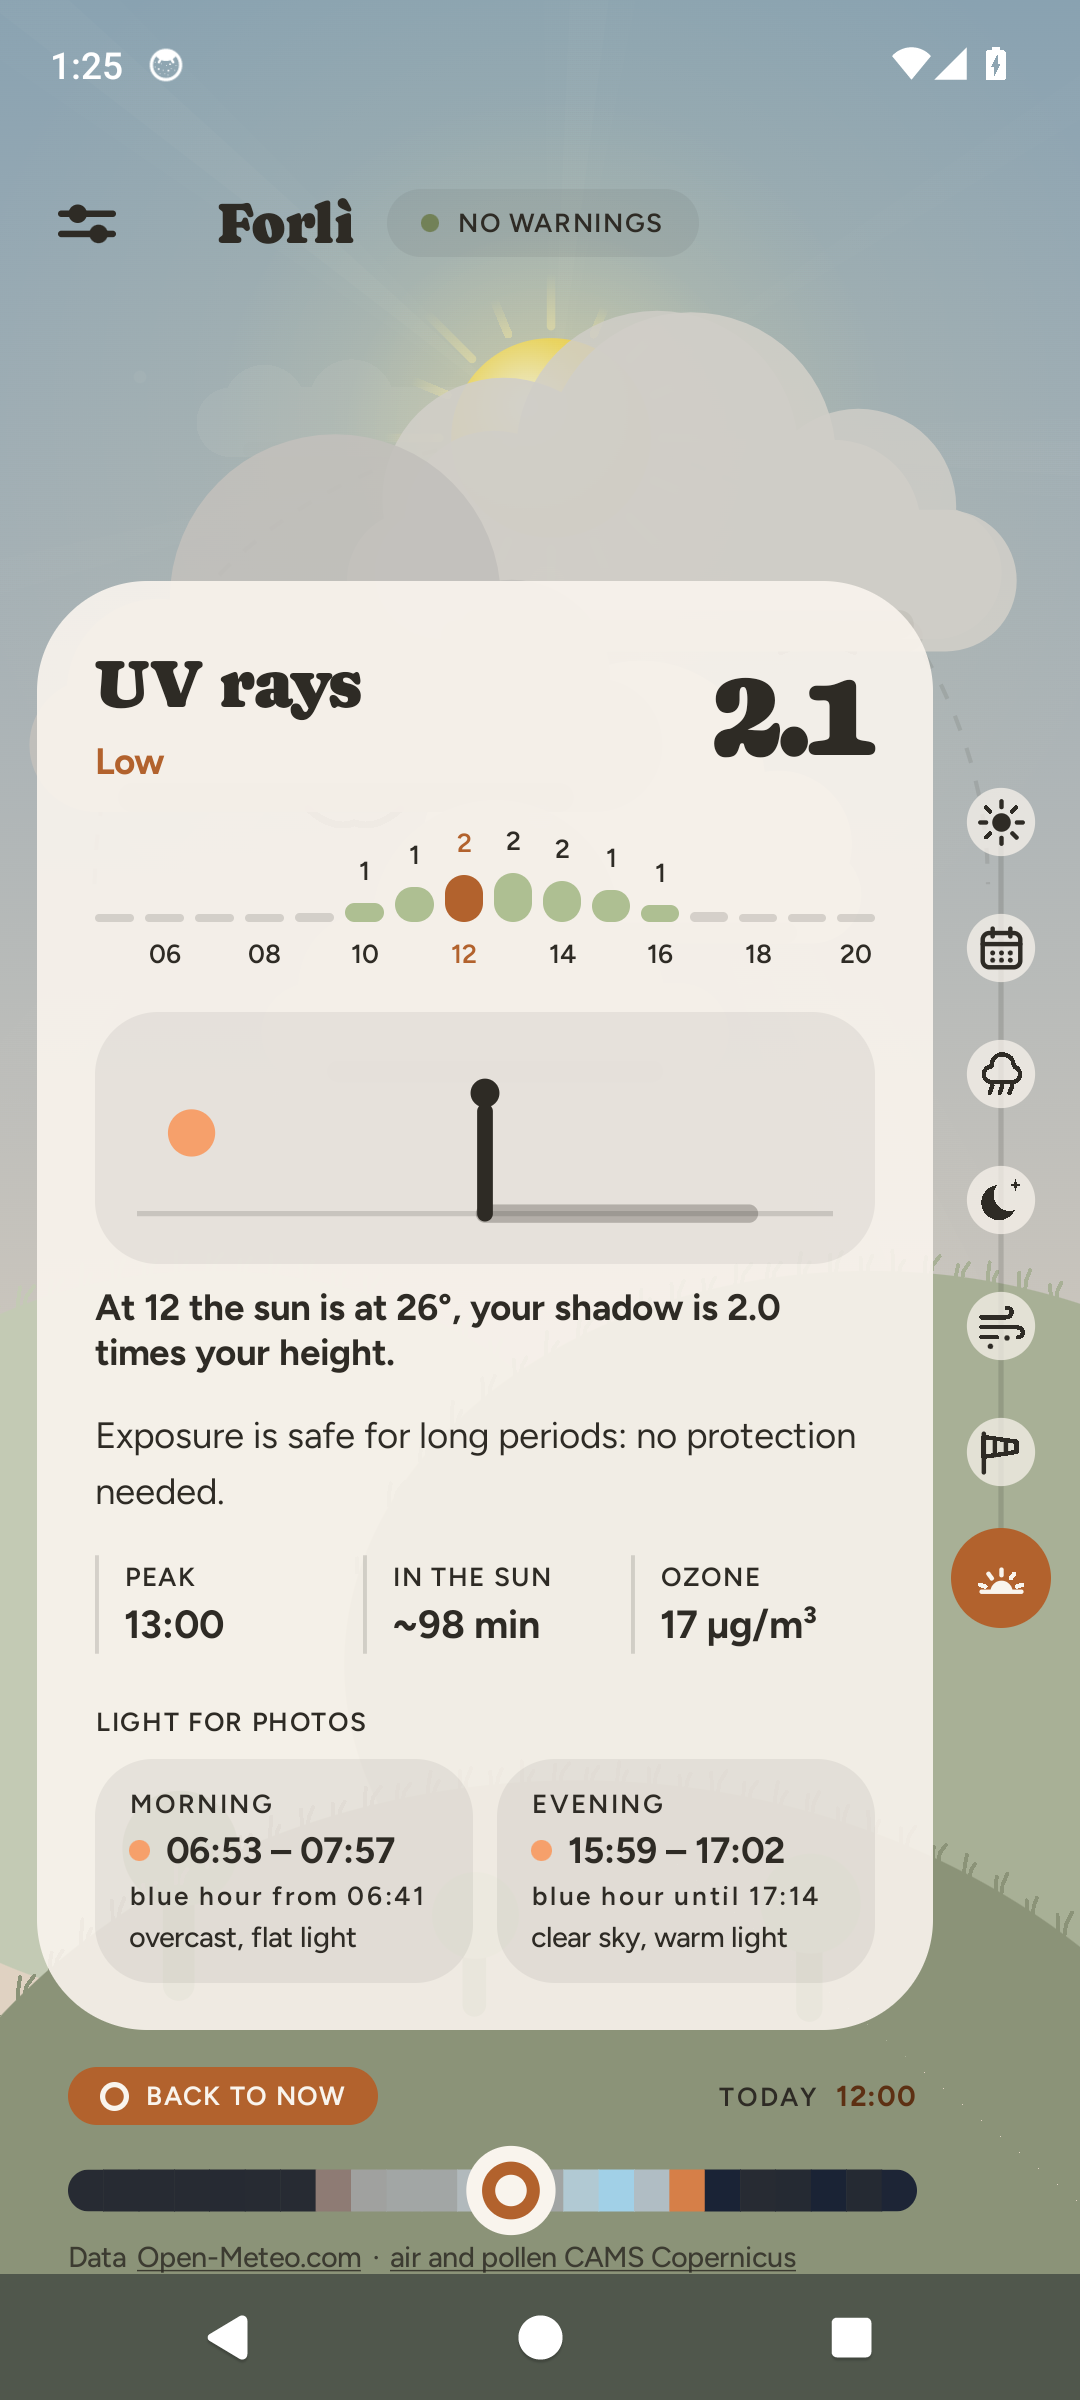 1:25
Forlì
NO WARNINGS
UV rays
2.1
Low
1 1 2 2 2 1 1
06 08 10 12 14 16 18 20
At 12 the sun is at 26°, your shadow is 2.0
times your height.
Exposure is safe for long periods: no protection
needed.
PEAK
13:00
IN THE SUN
~98 min
OZONE
17 µg/m³
LIGHT FOR PHOTOS
MORNING
06:53 – 07:57
blue hour from 06:41
overcast, flat light
EVENING
15:59 – 17:02
blue hour until 17:14
clear sky, warm light
BACK TO NOW
TODAY 12:00
Data Open-Meteo.com · air and pollen CAMS Copernicus